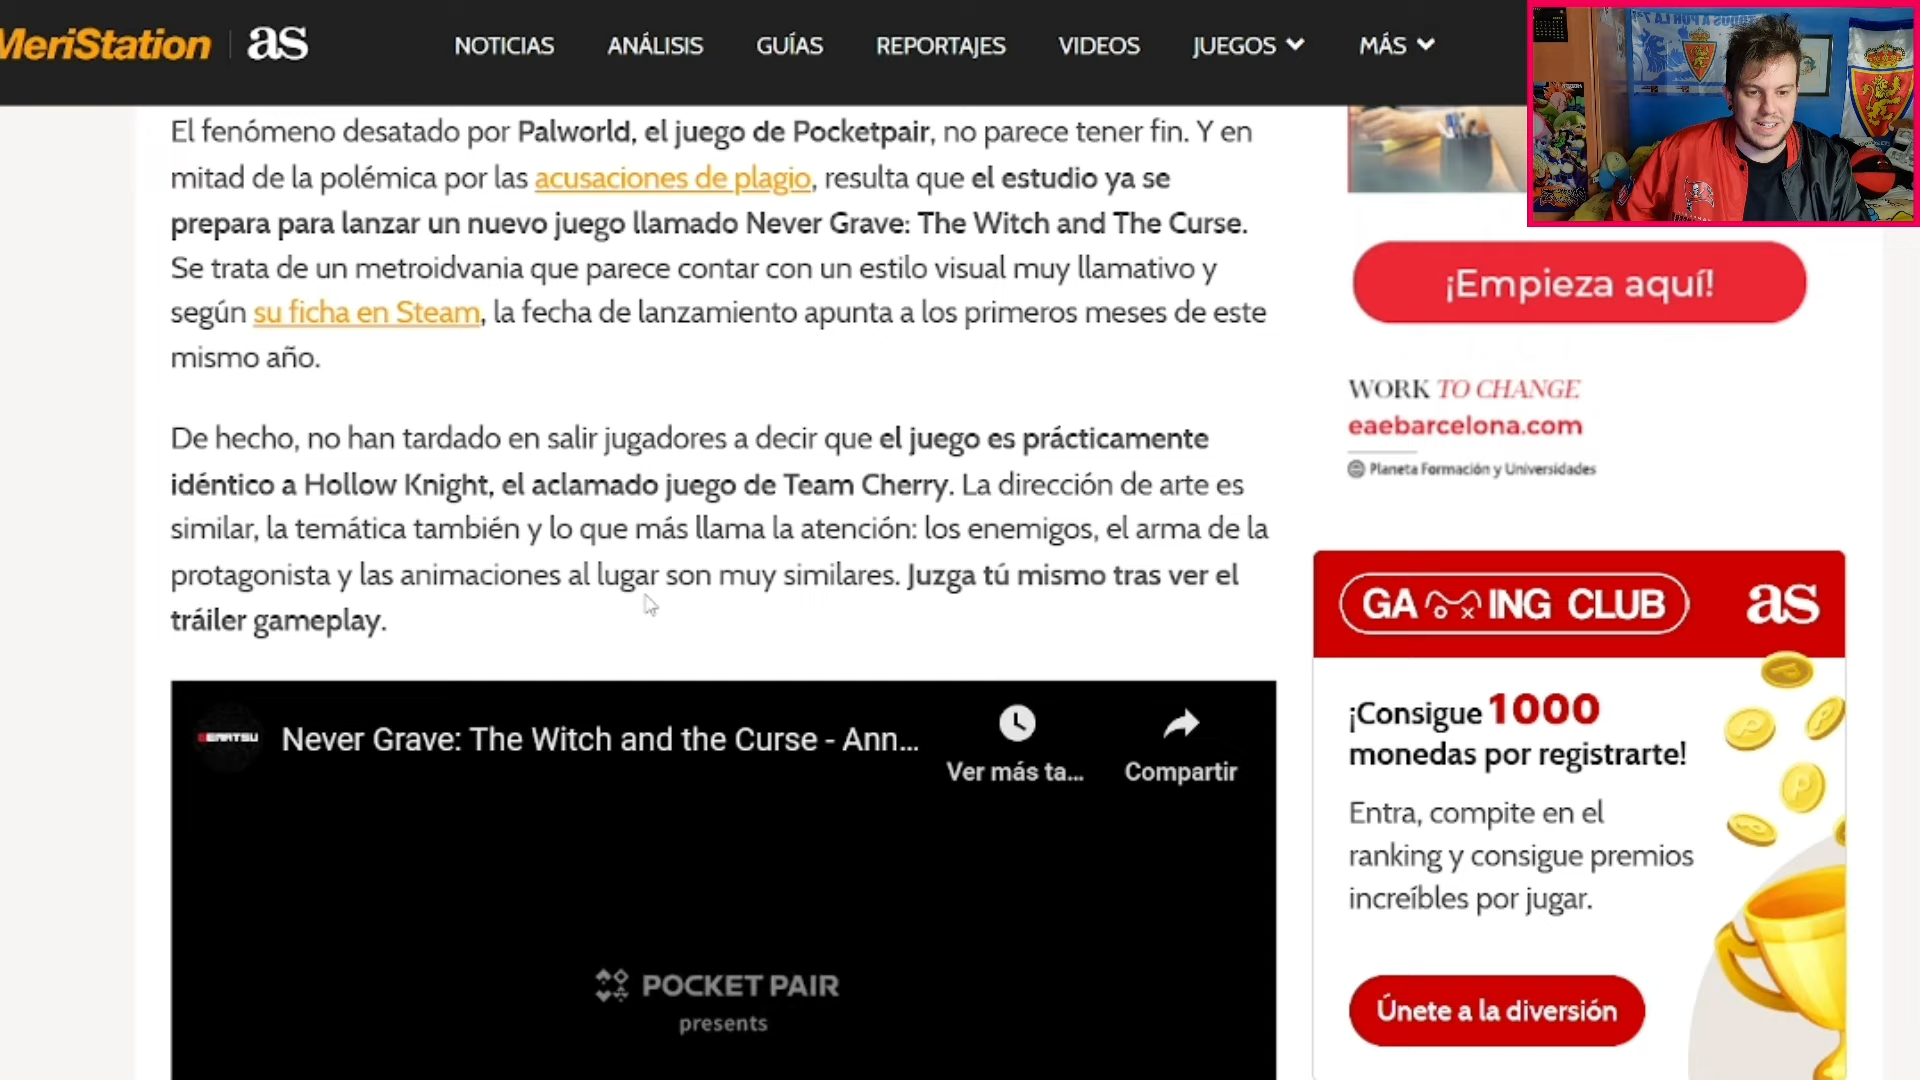 MeriStation as
NOTICIAS ANÁLISIS GUÍAS REPORTAJES VIDEOS JUEGOS MÁS
El fenómeno desatado por Palworld, el juego de Pocketpair, no parece tener fin. Y en
mitad de la polémica por las acusaciones de plagio, resulta que el estudio ya se
prepara para lanzar un nuevo juego llamado Never Grave: The Witch and The Curse.
Se trata de un metroidvania que parece contar con un estilo visual muy llamativo y
según su ficha en Steam, la fecha de lanzamiento apunta a los primeros meses de este
mismo año.
De hecho, no han tardado en salir jugadores a decir que el juego es prácticamente
idéntico a Hollow Knight, el aclamado juego de Team Cherry. La dirección de arte es
similar, la temática también y lo que más llama la atención: los enemigos, el arma de la
protagonista y las animaciones al lugar son muy similares. Juzga tú mismo tras ver el
tráiler gameplay.
Never Grave: The Witch and the Curse - Ann...
Ver más ta...
Compartir
POCKET PAIR
presents
¡Empieza aquí!
WORK TO CHANGE
eaebarcelona.com
Planeta Formación y Universidades
GAMING CLUB as
¡Consigue 1000
monedas por registrarte!
Entra, compite en el
ranking y consigue premios
increíbles por jugar.
Únete a la diversión